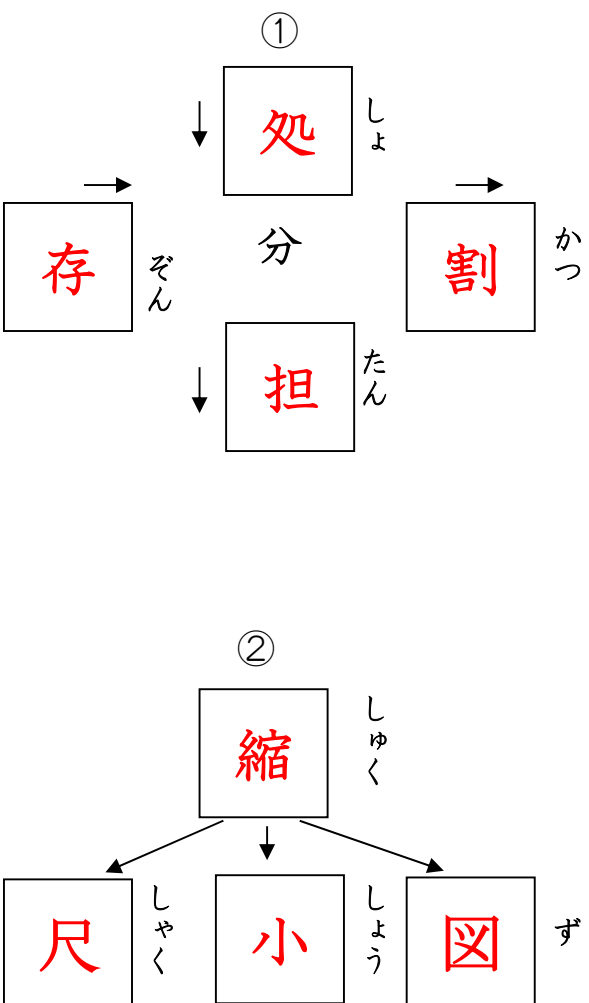 ①
処 しょ
存 ぞん
分
割 かつ
担 たん
②
縮 しゅく
尺 しゃく
小 しょう
図 ず